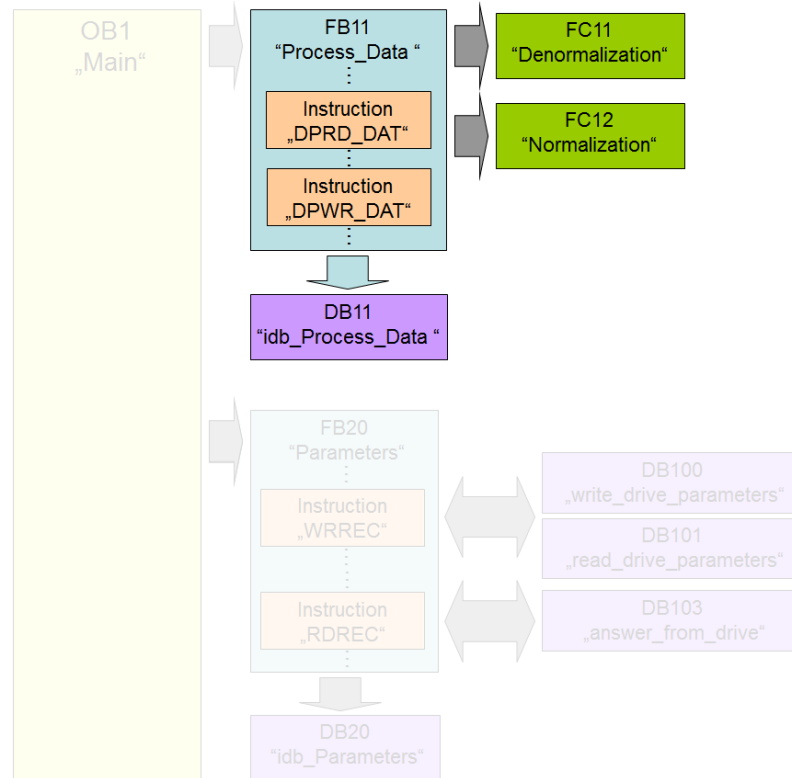 OB1
„Main“
FB11
“Process_Data “
Instruction
„DPRD_DAT“
Instruction
„DPWR_DAT“
FC11
“Denormalization“
FC12
“Normalization“
DB11
“idb_Process_Data “
FB20
“Parameters“
Instruction
„WRREC“
Instruction
„RDREC“
DB100
„write_drive_parameters“
DB101
„read_drive_parameters“
DB103
„answer_from_drive“
DB20
“idb_Parameters“